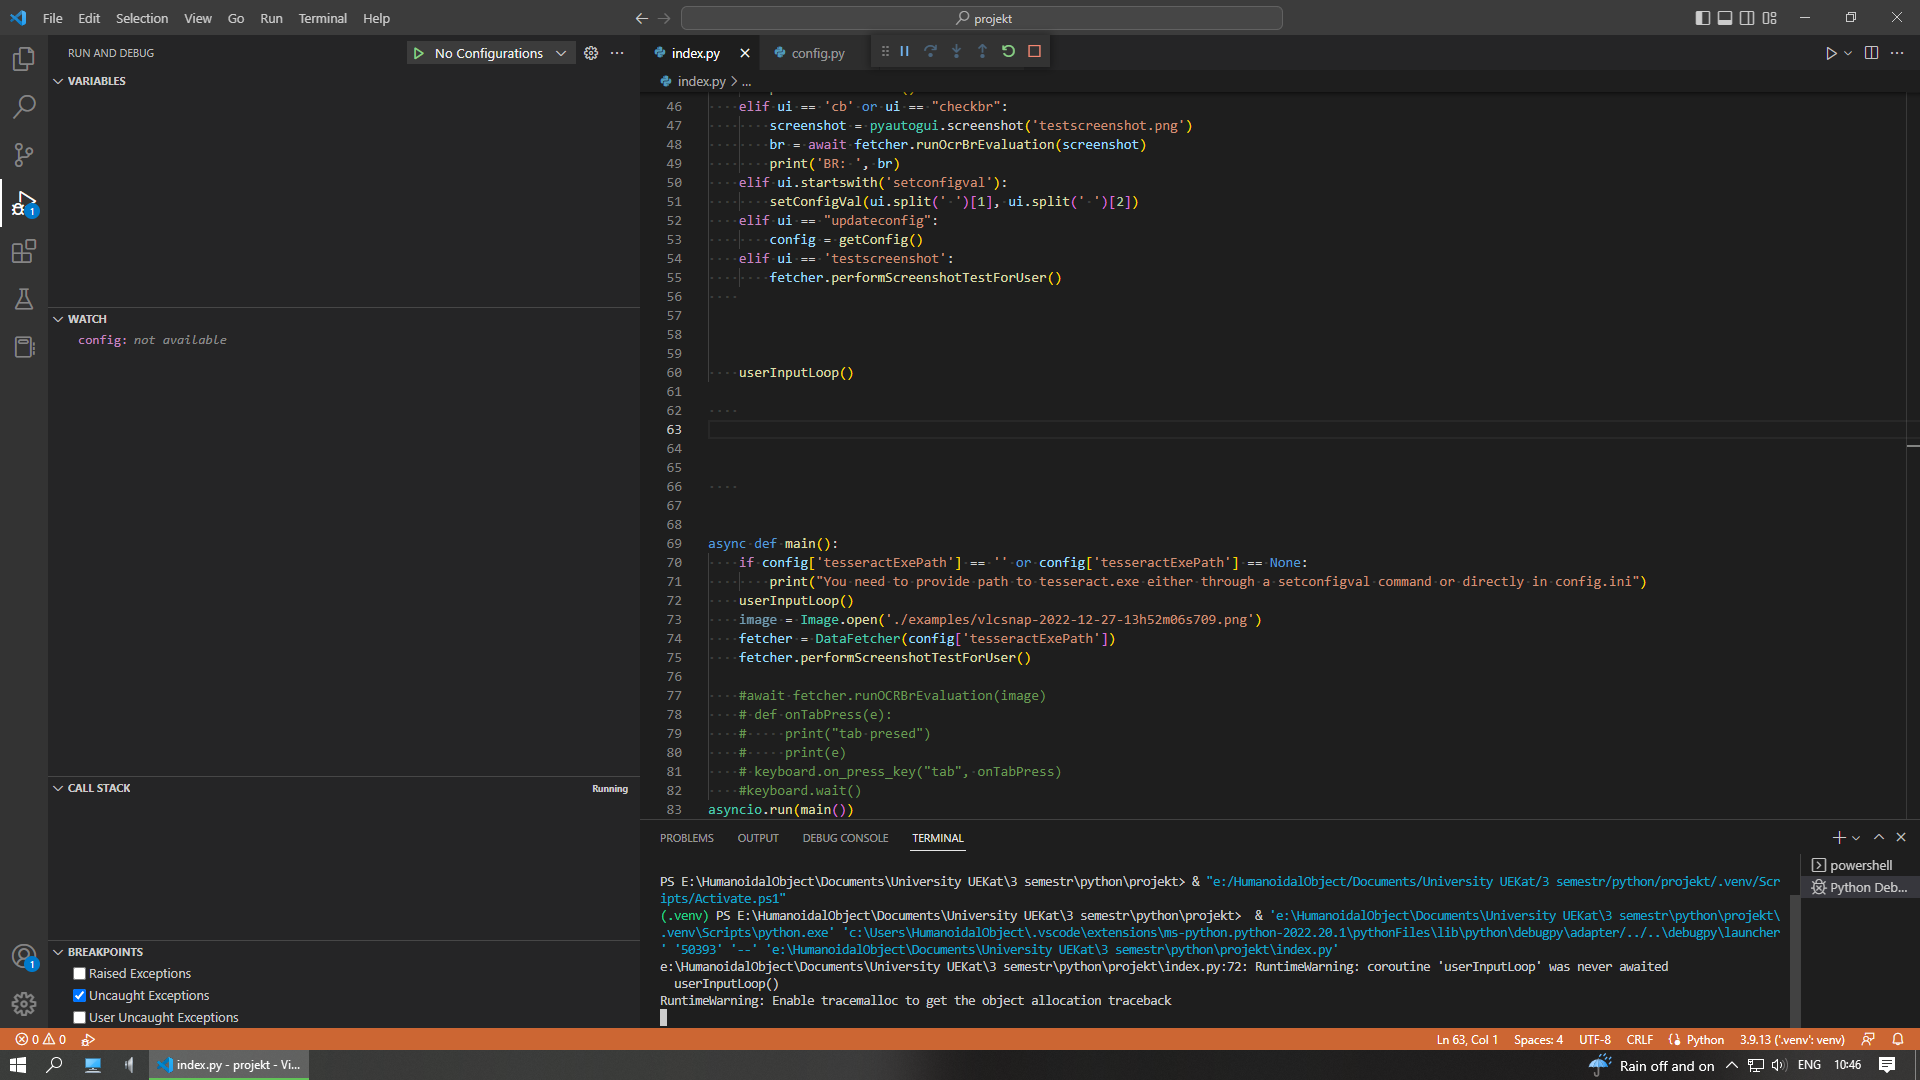 File Edit Selection View Go Run Terminal Help
projekt
RUN AND DEBUG
No Configurations
index.py
config.py
VARIABLES
index.py > ...
46 elif ui == 'cb' or ui == "checkbr":
47 screenshot = pyautogui.screenshot('testscreenshot.png')
48 br = await fetcher.runOcrBrEvaluation(screenshot)
49 print('BR: ', br)
50 elif ui.startswith('setconfigval'):
51 setConfigVal(ui.split(' ')[1], ui.split(' ')[2])
52 elif ui == "updateconfig":
53 config = getConfig()
54 elif ui == 'testscreenshot':
55 fetcher.performScreenshotTestForUser()
56
57
58
59
60 userInputLoop()
61
62
63
64
65
66
67
68
69 async def main():
70 if config['tesseractExePath'] == '' or config['tesseractExePath'] == None:
71 print("You need to provide path to tesseract.exe either through a setconfigval command or directly in config.ini")
72 userInputLoop()
73 image = Image.open('./examples/vlcsnap-2022-12-27-13h52m06s709.png')
74 fetcher = DataFetcher(config['tesseractExePath'])
75 fetcher.performScreenshotTestForUser()
76
77 #await fetcher.runOCRBrEvaluation(image)
78 # def onTabPress(e):
79 #     print("tab presed")
80 #     print(e)
81 # keyboard.on_press_key("tab", onTabPress)
82 #keyboard.wait()
83 asyncio.run(main())
WATCH
config: not available
CALL STACK
Running
BREAKPOINTS
Raised Exceptions
Uncaught Exceptions
User Uncaught Exceptions
PROBLEMS OUTPUT DEBUG CONSOLE TERMINAL
powershell
Python Deb...
PS E:\HumanoidalObject\Documents\University UEKat\3 semestr\python\projekt> & "e:/HumanoidalObject/Documents/University UEKat/3 semestr/python/projekt/.venv/Scr
ipts/Activate.ps1"
(.venv) PS E:\HumanoidalObject\Documents\University UEKat\3 semestr\python\projekt>  & 'e:\HumanoidalObject\Documents\University UEKat\3 semestr\python\projekt\
.venv\Scripts\python.exe' 'c:\Users\HumanoidalObject\.vscode\extensions\ms-python.python-2022.20.1\pythonFiles\lib\python\debugpy\adapter/../..\debugpy\launcher
' '50393' '--' 'e:\HumanoidalObject\Documents\University UEKat\3 semestr\python\projekt\index.py'
e:\HumanoidalObject\Documents\University UEKat\3 semestr\python\projekt\index.py:72: RuntimeWarning: coroutine 'userInputLoop' was never awaited
userInputLoop()
RuntimeWarning: Enable tracemalloc to get the object allocation traceback
1
1
0 0
Ln 63, Col 1 Spaces: 4 UTF-8 CRLF Python 3.9.13 ('.venv': venv)
index.py - projekt - Vi...
Rain off and on
ENG
10:46